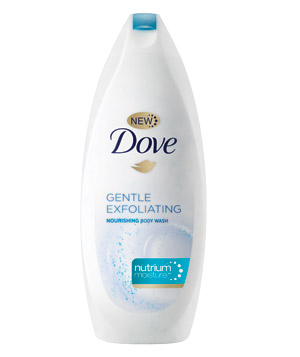 NEW
Dove
GENTLE
EXFOLIATING
NOURISHING BODY WASH
nutrium
moisture